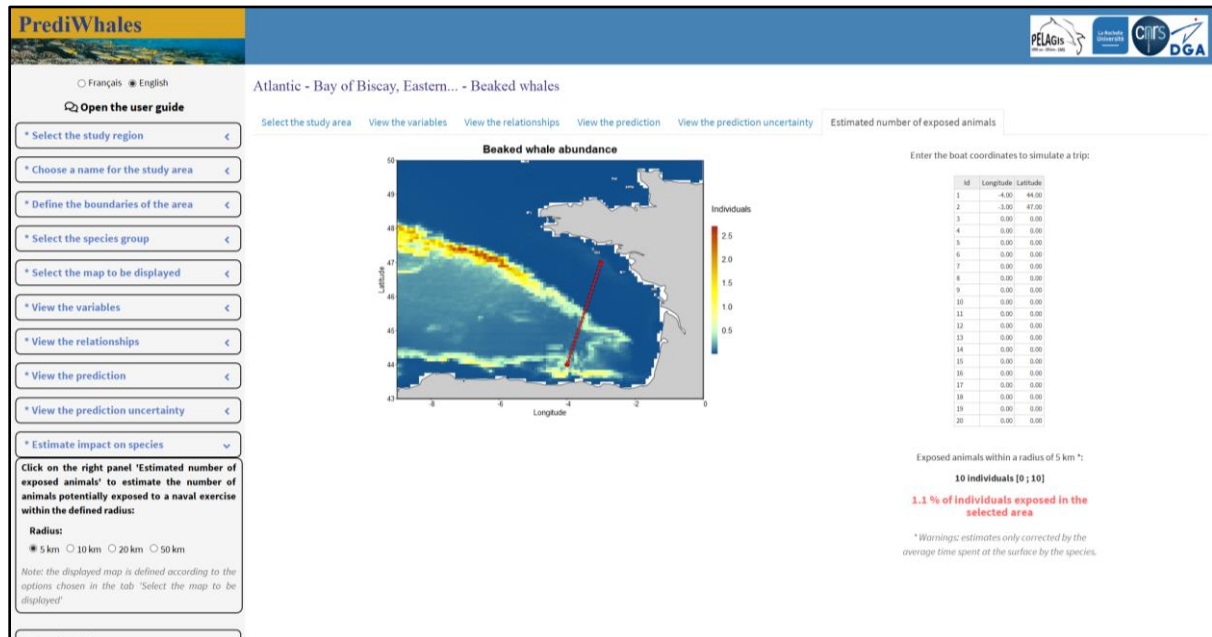 PrediWhales
PELAGIS
La Rochelle
Université
cnrs
DGA
Français English
Open the user guide
* Select the study region
* Choose a name for the study area
* Define the boundaries of the area
* Select the species group
* Select the map to be displayed
* View the variables
* View the relationships
* View the prediction
* View the prediction uncertainty
* Estimate impact on species
Click on the right panel 'Estimated number of
exposed animals' to estimate the number of
animals potentially exposed to a naval exercise
within the defined radius:
Radius:
5 km 10 km 20 km 50 km
Note: the displayed map is defined according to the
options chosen in the tab 'Select the map to be
displayed'
Atlantic - Bay of Biscay, Eastern... - Beaked whales
Select the study area View the variables View the relationships View the prediction View the prediction uncertainty Estimated number of exposed animals
Beaked whale abundance
50
49
48
47
46
45
44
43
Latitude
-8 -6 -4 -2 0
Longitude
Individuals
2.5
2.0
1.5
1.0
0.5
Enter the boat coordinates to simulate a trip:
Id Longitude Latitude
1 -4.00 44.00
2 -3.00 47.00
3 0.00 0.00
4 0.00 0.00
5 0.00 0.00
6 0.00 0.00
7 0.00 0.00
8 0.00 0.00
9 0.00 0.00
10 0.00 0.00
11 0.00 0.00
12 0.00 0.00
13 0.00 0.00
14 0.00 0.00
15 0.00 0.00
16 0.00 0.00
17 0.00 0.00
18 0.00 0.00
19 0.00 0.00
20 0.00 0.00
Exposed animals within a radius of 5 km *:
10 individuals [0 ; 10]
1.1 % of individuals exposed in the
selected area
* Warnings: estimates only corrected by the
average time spent at the surface by the species.